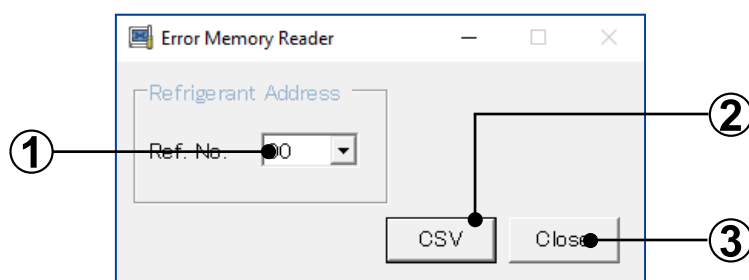 Error Memory Reader
Refrigerant Address
2
1 Ref. No. 00
CSV Close 3